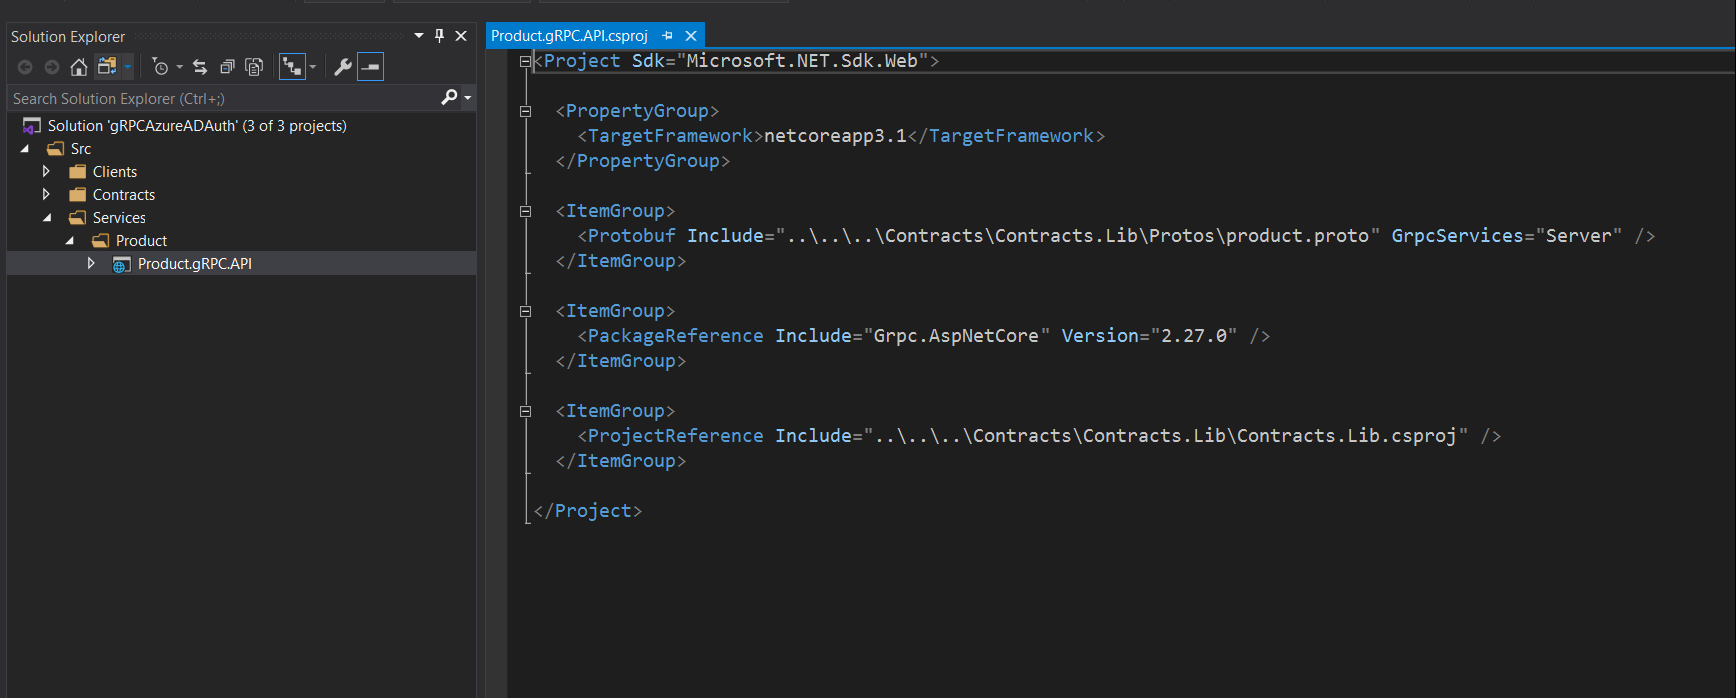 Solution Explorer
Search Solution Explorer (Ctrl+;)
Solution 'gRPCAzureADAuth' (3 of 3 projects)
Src
Clients
Contracts
Services
Product
Product.gRPC.API
Product.gRPC.API.csproj
<Project Sdk="Microsoft.NET.Sdk.Web">
<PropertyGroup>
<TargetFramework>netcoreapp3.1</TargetFramework>
</PropertyGroup>
<ItemGroup>
<Protobuf Include="..\..\..\Contracts\Contracts.Lib\Protos\product.proto" GrpcServices="Server" />
</ItemGroup>
<ItemGroup>
<PackageReference Include="Grpc.AspNetCore" Version="2.27.0" />
</ItemGroup>
<ItemGroup>
<ProjectReference Include="..\..\..\Contracts\Contracts.Lib\Contracts.Lib.csproj" />
</ItemGroup>
</Project>